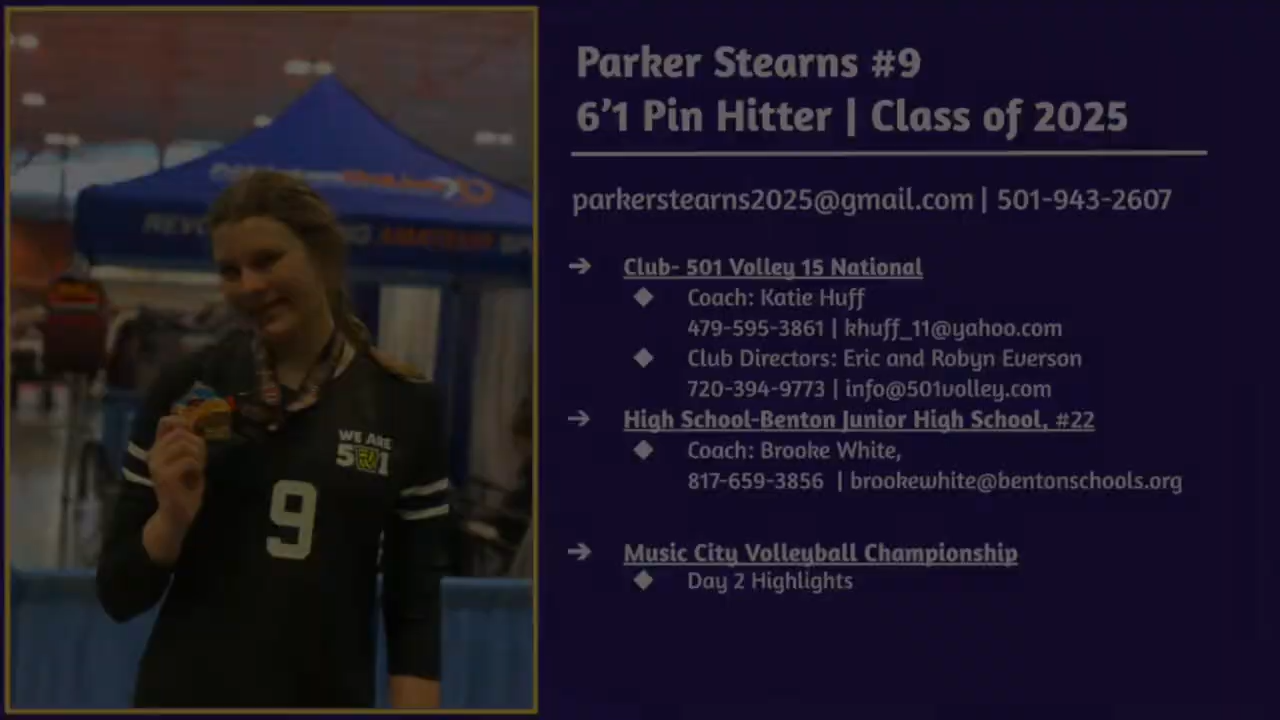 Parker Stearns #9
6’1 Pin Hitter | Class of 2025
parkerstearns2025@gmail.com | 501-943-2607
➔ Club- 501 Volley 15 National
◆ Coach: Katie Huff
479-595-3861 | khuff_11@yahoo.com
◆ Club Directors: Eric and Robyn Everson
720-394-9773 | info@501volley.com
➔ High School-Benton Junior High School, #22
◆ Coach: Brooke White,
817-659-3856 | brookewhite@bentonschools.org
➔ Music City Volleyball Championship
◆ Day 2 Highlights
AMATEUR
WE ARE
501
9